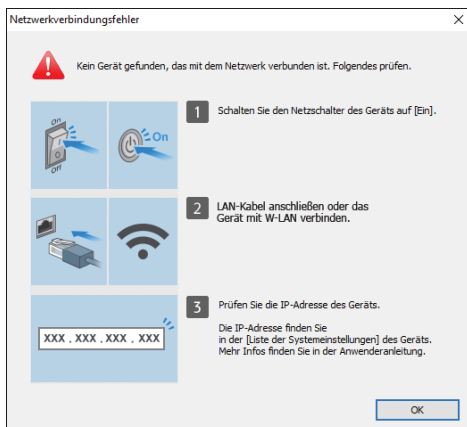 Netzwerkverbindungsfehler
Kein Gerät gefunden, das mit dem Netzwerk verbunden ist. Folgendes prüfen.
on
off
On
1
Schalten Sie den Netzschalter des Geräts auf [Ein].
2
LAN-Kabel anschließen oder das
Gerät mit W-LAN verbinden.
XXX . XXX . XXX . XXX
3
Prüfen Sie die IP-Adresse des Geräts.
Die IP-Adresse finden Sie
in der [Liste der Systemeinstellungen] des Geräts.
Mehr Infos finden Sie in der Anwenderanleitung.
OK